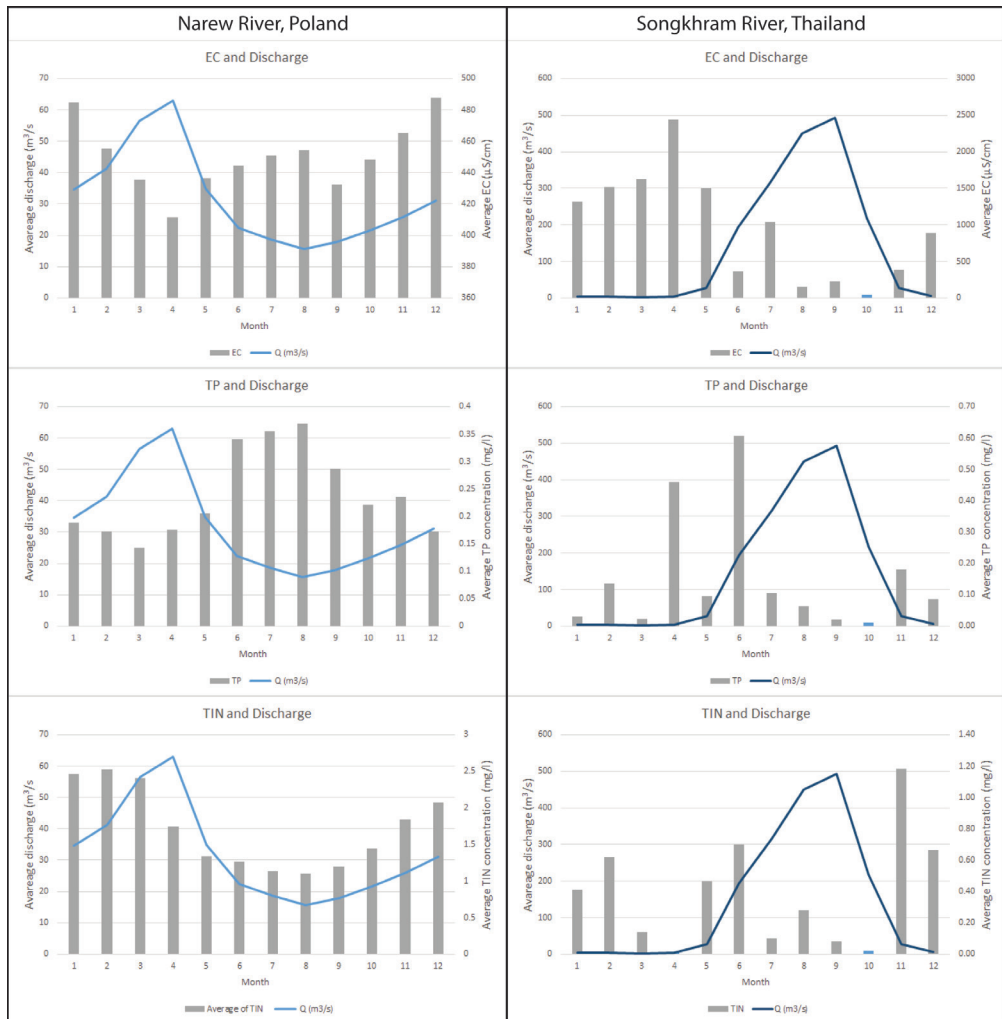 Narew River, Poland
Songkhram River, Thailand
EC and Discharge
Avareage discharge (m³/s)
70
60
50
40
30
20
10
0
500
480
460
440
420
400
380
360
Average EC (µS/cm)
1 2 3 4 5 6 7 8 9 10 11 12
Month
EC Q (m3/s)
EC and Discharge
Avareage discharge (m³/s)
600
500
400
300
200
100
0
3000
2500
2000
1500
1000
500
0
Average EC (µS/cm)
1 2 3 4 5 6 7 8 9 10 11 12
Month
EC Q (m3/s)
TP and Discharge
Avareage discharge (m³/s
70
60
50
40
30
20
10
0
0.4
0.35
0.3
0.25
0.2
0.15
0.1
0.05
0
Average TP concentration (mg/l)
1 2 3 4 5 6 7 8 9 10 11 12
Month
TP Q (m3/s)
TP and Discharge
Avareage discharge (m³/s)
600
500
400
300
200
100
0
0.70
0.60
0.50
0.40
0.30
0.20
0.10
0.00
Average TP concentration (mg/l)
1 2 3 4 5 6 7 8 9 10 11 12
Month
TP Q (m3/s)
TIN and Discharge
Avareage discharge (m3/s
70
60
50
40
30
20
10
0
3
2.5
2
1.5
1
0.5
0
Average TIN concentration (mg/l)
1 2 3 4 5 6 7 8 9 10 11 12
Month
Average of TIN Q (m3/s)
TIN and Discharge
Avareage discharge (m³/s)
600
500
400
300
200
100
0
1.40
1.20
1.00
0.80
0.60
0.40
0.20
0.00
Average TIN concentration (mg/l)
1 2 3 4 5 6 7 8 9 10 11 12
Month
TIN Q (m3/s)